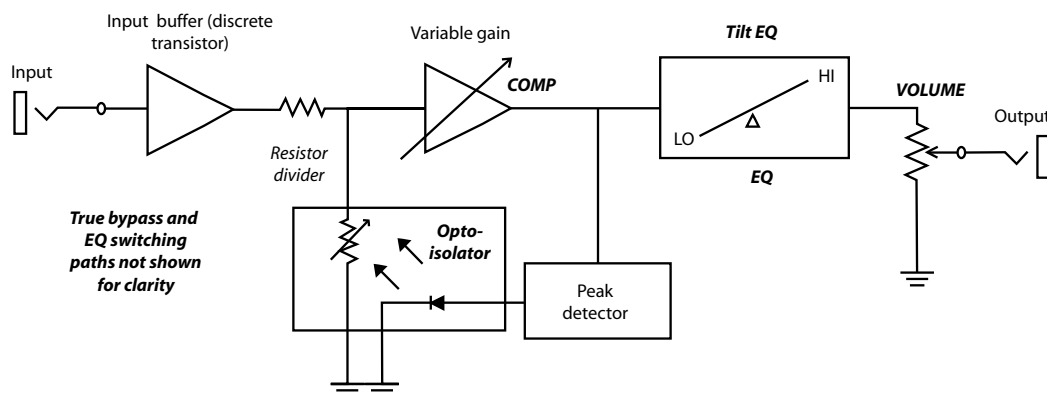 Input buffer (discrete
transistor)
Input
Variable gain
COMP
Tilt EQ
HI
LO
EQ
VOLUME
Output
Resistor
divider
True bypass and
EQ switching
paths not shown
for clarity
Opto-
isolator
Peak
detector